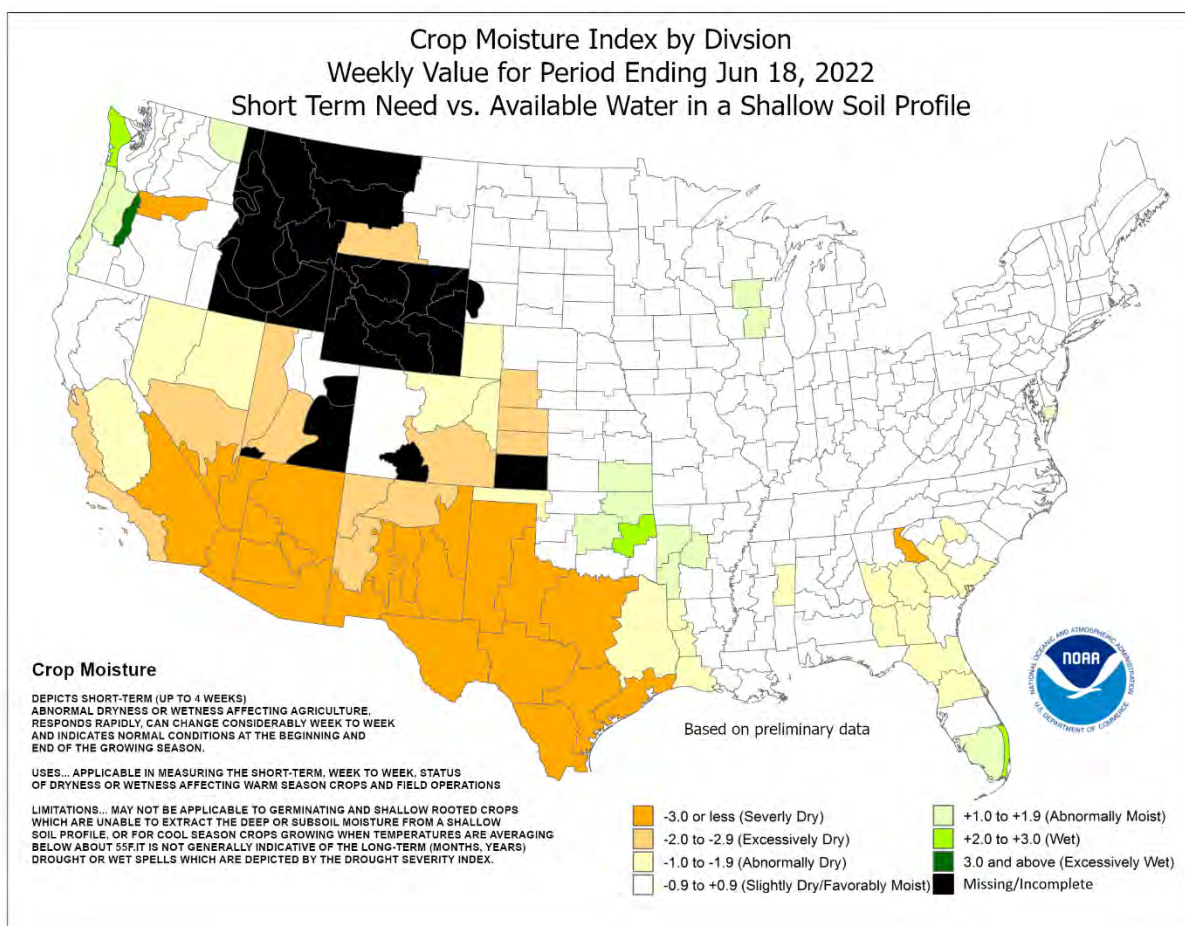 Crop Moisture Index by Divsion
Weekly Value for Period Ending Jun 18, 2022
Short Term Need vs. Available Water in a Shallow Soil Profile
Crop Moisture
DEPICTS SHORT-TERM (UP TO 4 WEEKS)
ABNORMAL DRYNESS OR WETNESS AFFECTING AGRICULTURE,
RESPONDS RAPIDLY, CAN CHANGE CONSIDERABLY WEEK TO WEEK
AND INDICATES NORMAL CONDITIONS AT THE BEGINNING AND
END OF THE GROWING SEASON.
USES... APPLICABLE IN MEASURING THE SHORT-TERM, WEEK TO WEEK, STATUS
OF DRYNESS OR WETNESS AFFECTING WARM SEASON CROPS AND FIELD OPERATIONS
LIMITATIONS... MAY NOT BE APPLICABLE TO GERMINATING AND SHALLOW ROOTED CROPS
WHICH ARE UNABLE TO EXTRACT THE DEEP OR SUBSOIL MOISTURE FROM A SHALLOW
SOIL PROFILE, OR FOR COOL SEASON CROPS GROWING WHEN TEMPERATURES ARE AVERAGING
BELOW ABOUT 55F.IT IS NOT GENERALLY INDICATIVE OF THE LONG-TERM (MONTHS, YEARS)
DROUGHT OR WET SPELLS WHICH ARE DEPICTED BY THE DROUGHT SEVERITY INDEX.
Based on preliminary data
NATIONAL OCEANIC AND ATMOSPHERIC ADMINISTRATION
NOAA
U.S. DEPARTMENT OF COMMERCE
-3.0 or less (Severly Dry)
-2.0 to -2.9 (Excessively Dry)
-1.0 to -1.9 (Abnormally Dry)
-0.9 to +0.9 (Slightly Dry/Favorably Moist)
+1.0 to +1.9 (Abnormally Moist)
+2.0 to +3.0 (Wet)
3.0 and above (Excessively Wet)
Missing/Incomplete